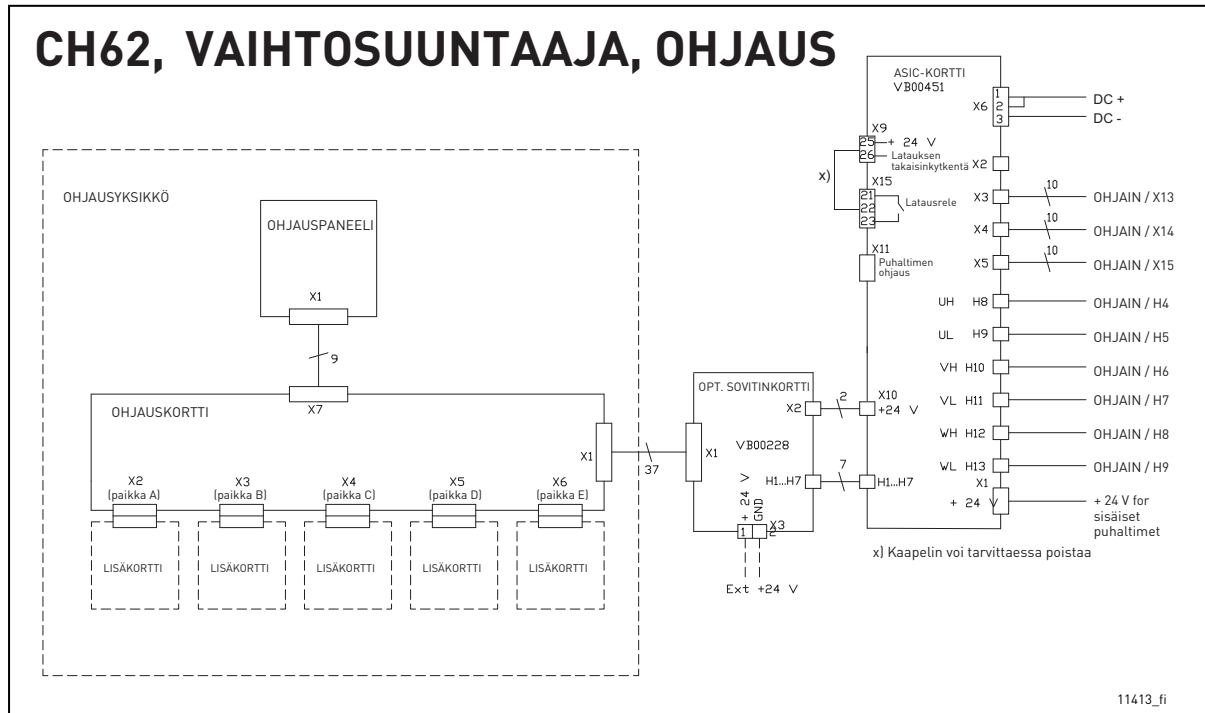 CH62, VAIHTOSUUNTAAJA, OHJAUS
OHJAUSYKSIKKÖ
OHJAUSPANEELI
X1
9
X7
OHJAUSKORTTI
X1
37
X2
(paikka A)
X3
(paikka B)
X4
(paikka C)
X5
(paikka D)
X6
(paikka E)
LISÄKORTTI
LISÄKORTTI
LISÄKORTTI
LISÄKORTTI
LISÄKORTTI
OPT. SOVITINKORTTI
X2
2
X1
VB00228
H1...H7
7
+ 24 V
GND
1
2
X3
Ext +24 V
ASIC-KORTTI
VB00451
X6
1
2
3
DC +
DC -
X9
25
+ 24 V
26
Latauksen
takaisinkytkentä
x)
X15
21
22
23
Latausrele
X11
Puhaltimen
ohjaus
X10
+24 V
H1...H7
X2
X3
10
OHJAIN / X13
X4
10
OHJAIN / X14
X5
10
OHJAIN / X15
UH H8
OHJAIN / H4
UL H9
OHJAIN / H5
VH H10
OHJAIN / H6
VL H11
OHJAIN / H7
WH H12
OHJAIN / H8
WL H13
OHJAIN / H9
X1
+ 24 V
+ 24 V for
sisäiset
puhaltimet
x) Kaapelin voi tarvittaessa poistaa
11413_fi